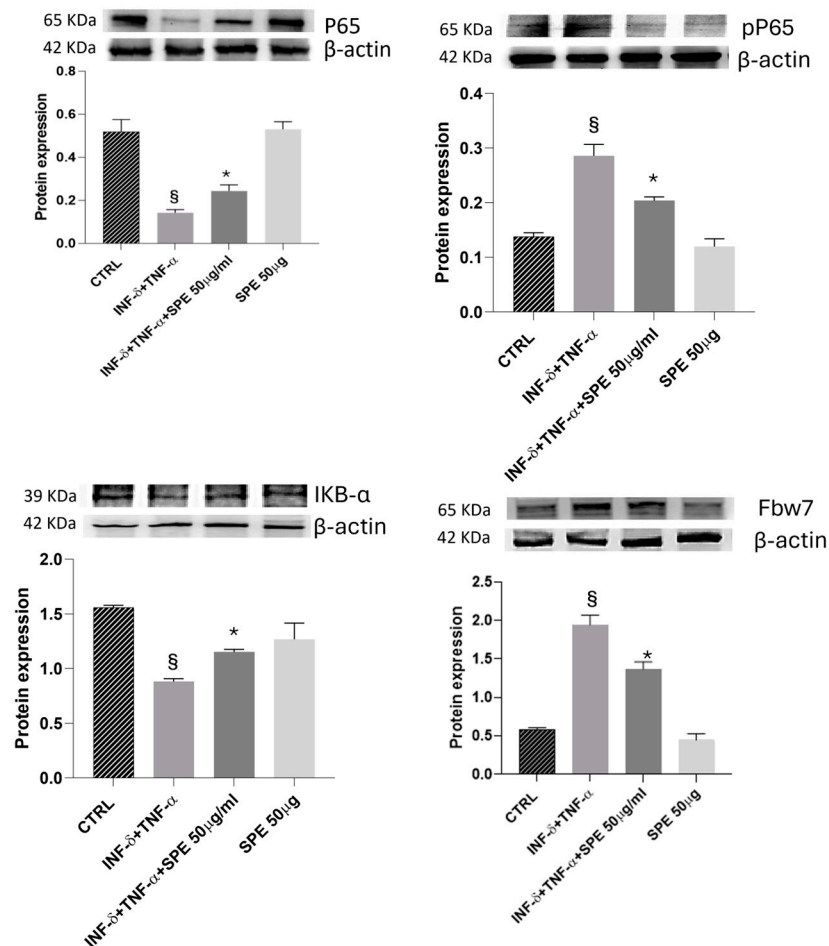 65 KDa
P65
42 KDa
β-actin
Protein expression
0.8
0.6
0.4
0.2
0.0
§
*
CTRL
INF-δ+TNF-α
INF-δ+TNF-α+SPE 50μg/ml
SPE 50μg
65 KDa
pP65
42 KDa
β-actin
Protein expression
0.4
0.3
0.2
0.1
0.0
§
*
CTRL
INF-δ+TNF-α
INF-δ+TNF-α+SPE 50μg/ml
SPE 50μg
39 KDa
IKB-α
42 KDa
β-actin
Protein expression
2.0
1.5
1.0
0.5
0.0
§
*
CTRL
INF-δ+TNF-α
INF-δ+TNF-α+SPE 50μg/ml
SPE 50μg
65 KDa
Fbw7
42 KDa
β-actin
Protein expression
2.5
2.0
1.5
1.0
0.5
0.0
§
*
CTRL
INF-δ+TNF-α
INF-δ+TNF-α+SPE 50μg/ml
SPE 50μg